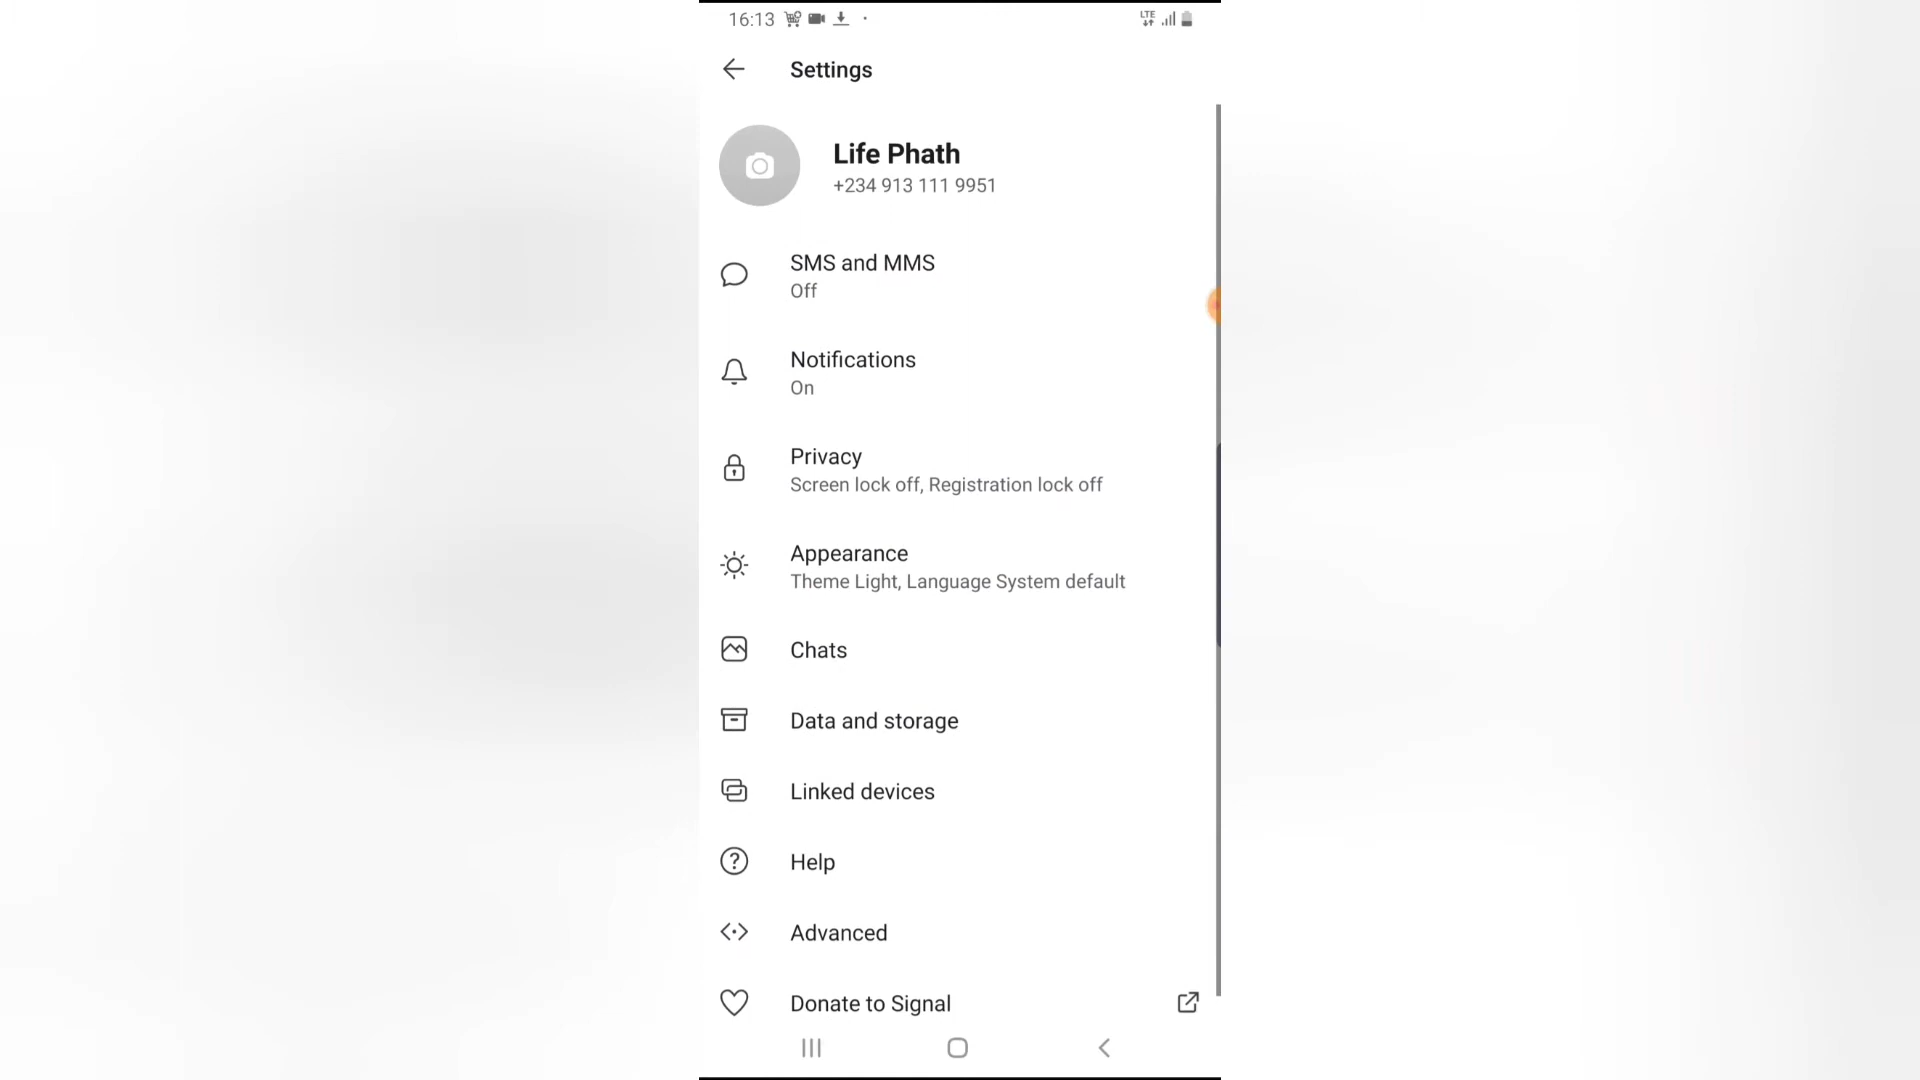 16:13
LTE
Settings
Life Phath
+234 913 111 9951
SMS and MMS
Off
Notifications
On
Privacy
Screen lock off, Registration lock off
Appearance
Theme Light, Language System default
Chats
Data and storage
Linked devices
Help
Advanced
Donate to Signal